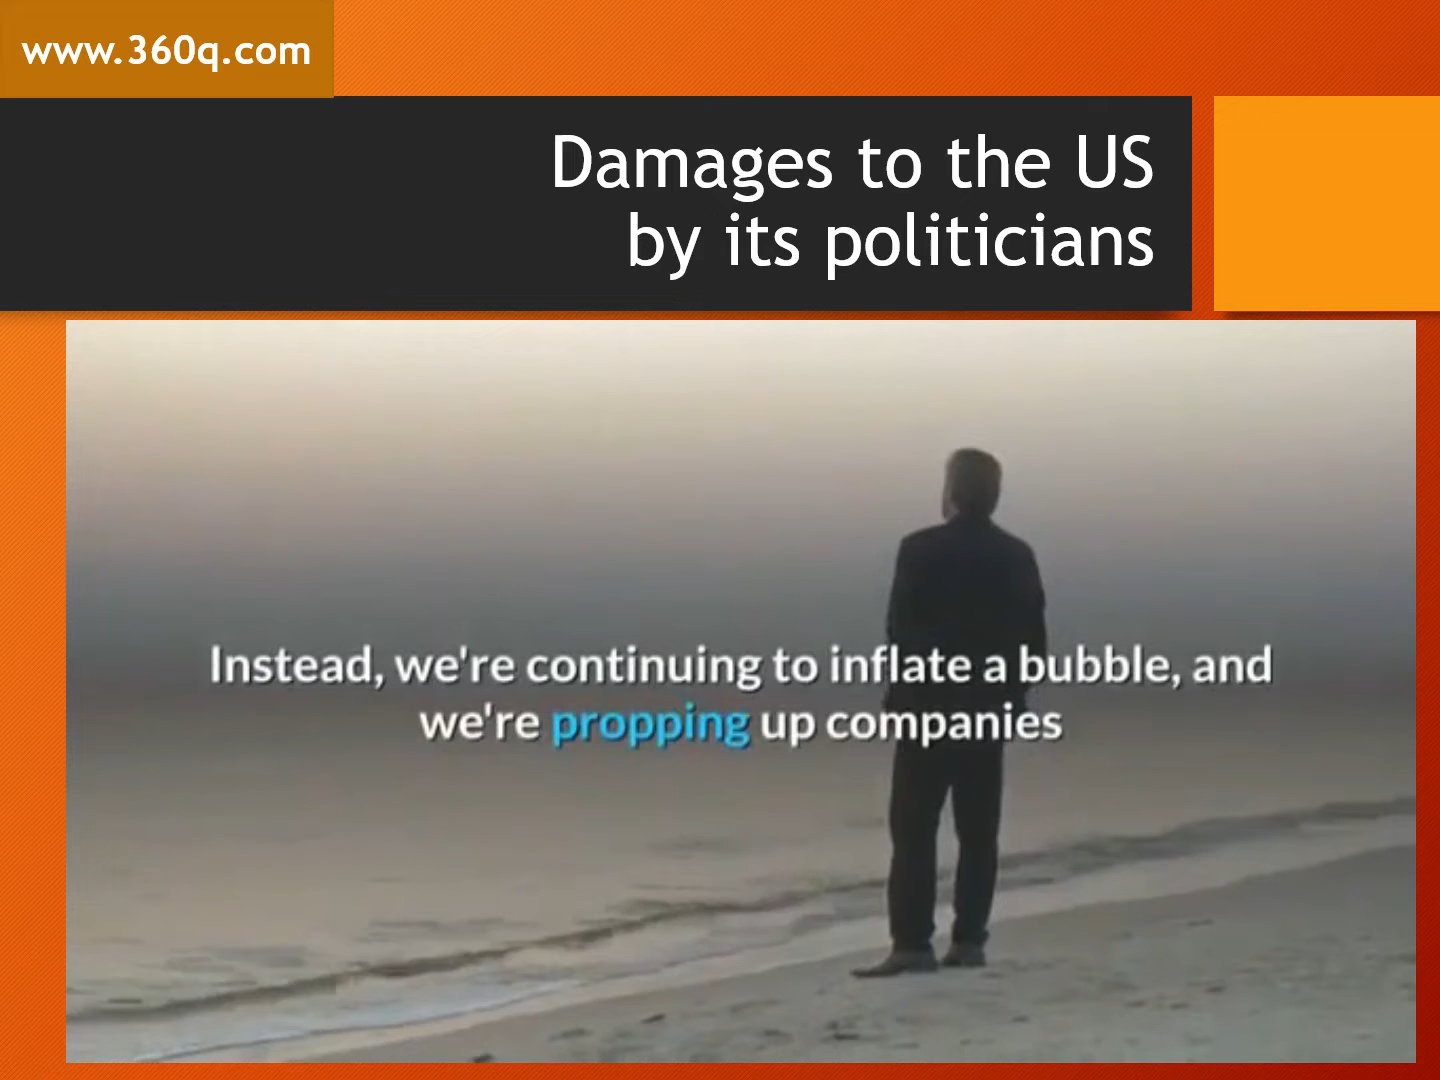 www.360q.com
Damages to the US
by its politicians
Instead, we're continuing to inflate a bubble, and
we're propping up companies